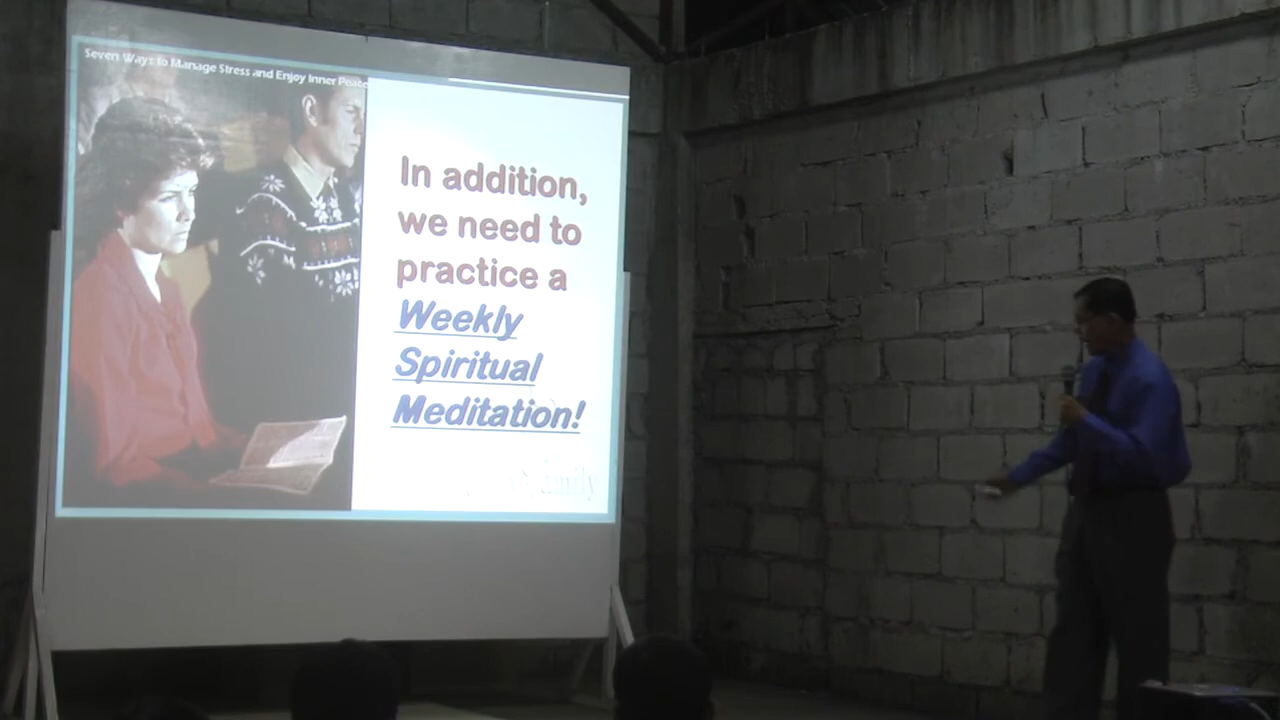 Seven Ways to Manage Stress and Enjoy Inner Peace
In addition,
we need to
practice a
Weekly
Spiritual
Meditation!